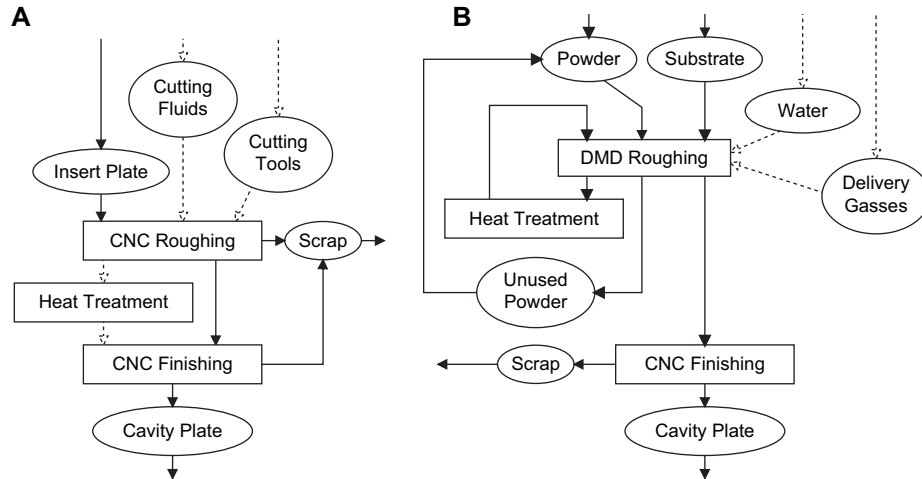 A
Cutting
Fluids
Cutting
Tools
Insert Plate
CNC Roughing
Scrap
Heat Treatment
CNC Finishing
Cavity Plate
B
Powder
Substrate
Water
DMD Roughing
Delivery
Gasses
Heat Treatment
Unused
Powder
Scrap
CNC Finishing
Cavity Plate